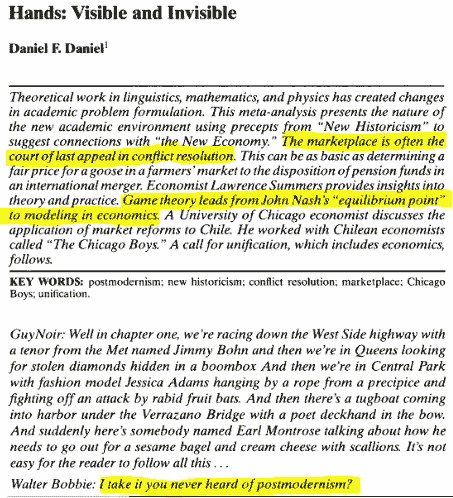 Hands: Visible and Invisible
Daniel F. Daniel¹
Theoretical work in linguistics, mathematics, and physics has created changes
in academic problem formulation. This meta-analysis presents the nature of
the new academic environment using precepts from “New Historicism” to
suggest connections with “the New Economy.” The marketplace is often the
court of last appeal in conflict resolution. This can be as basic as determining a
fair price for a goose in a farmers' market to the disposition of pension funds in
an international merger. Economist Lawrence Summers provides insights into
theory and practice. Game theory leads from John Nash's “equilibrium point”
to modeling in economics. A University of Chicago economist discusses the
application of market reforms to Chile. He worked with Chilean economists
called “The Chicago Boys.” A call for unification, which includes economics,
follows.
KEY WORDS: postmodernism; new historicism; conflict resolution; marketplace; Chicago
Boys; unification.
GuyNoir: Well in chapter one, we're racing down the West Side highway with
a tenor from the Met named Jimmy Bohn and then we're in Queens looking
for stolen diamonds hidden in a boombox And then we're in Central Park
with fashion model Jessica Adams hanging by a rope from a precipice and
fighting off an attack by rabid fruit bats. And then there's a tugboat coming
into harbor under the Verrazano Bridge with a poet deckhand in the bow.
And suddenly here's somebody named Earl Montrose talking about how he
needs to go out for a sesame bagel and cream cheese with scallions. It's not
easy for the reader to follow all this . . .
Walter Bobbie: I take it you never heard of postmodernism?